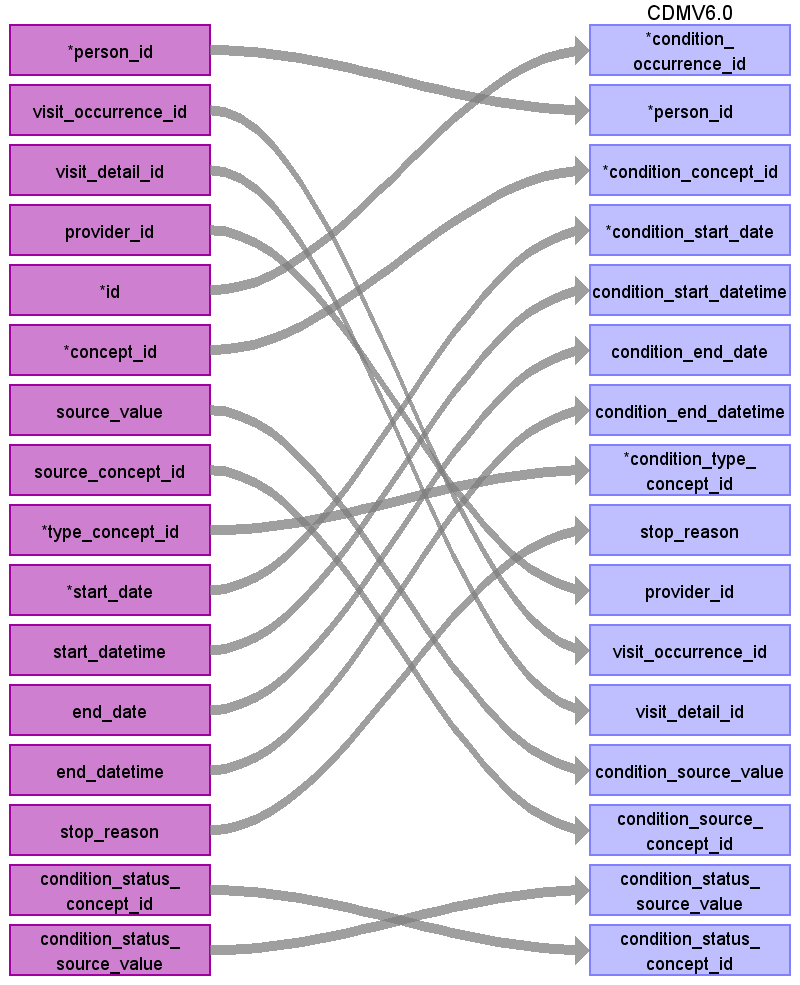 CDMV6.0
*person_id
visit_occurrence_id
visit_detail_id
provider_id
*id
*concept_id
source_value
source_concept_id
*type_concept_id
*start_date
start_datetime
end_date
end_datetime
stop_reason
condition_status_
concept_id
condition_status_
source_value
*condition_
occurrence_id
*person_id
*condition_concept_id
*condition_start_date
condition_start_datetime
condition_end_date
condition_end_datetime
*condition_type_
concept_id
stop_reason
provider_id
visit_occurrence_id
visit_detail_id
condition_source_value
condition_source_
concept_id
condition_status_
source_value
condition_status_
concept_id